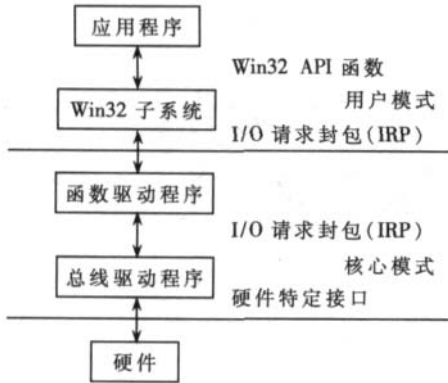 应用程序
Win32 API 函数
Win32 子系统
用户模式
I/O 请求封包(IRP)
函数驱动程序
I/O 请求封包(IRP)
总线驱动程序
核心模式
硬件特定接口
硬件